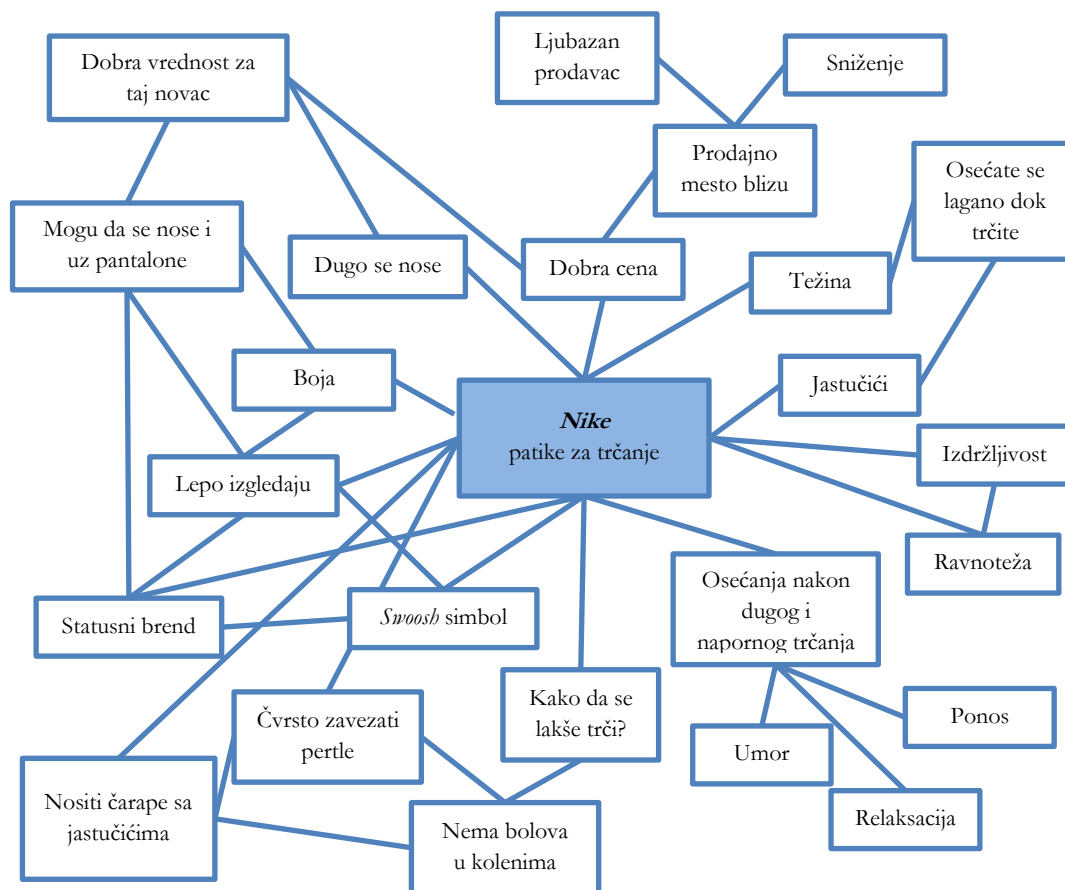 Ljubazan
prodavac
Sniženje
Dobra vrednost za
taj novac
Prodajno
mesto blizu
Osećate se
lagano dok
trčite
Mogu da se nose i
uz pantalone
Dugo se nose
Dobra cena
Težina
Boja
Jastučići
Nike
patike za trčanje
Izdržljivost
Lepo izgledaju
Ravnoteža
Osećanja nakon
dugog i
napornog trčanja
Statusni brend
Swoosh simbol
Kako da se
lakše trči?
Čvrsto zavezati
pertle
Ponos
Umor
Nositi čarape sa
jastučićima
Relaksacija
Nema bolova
u kolenima